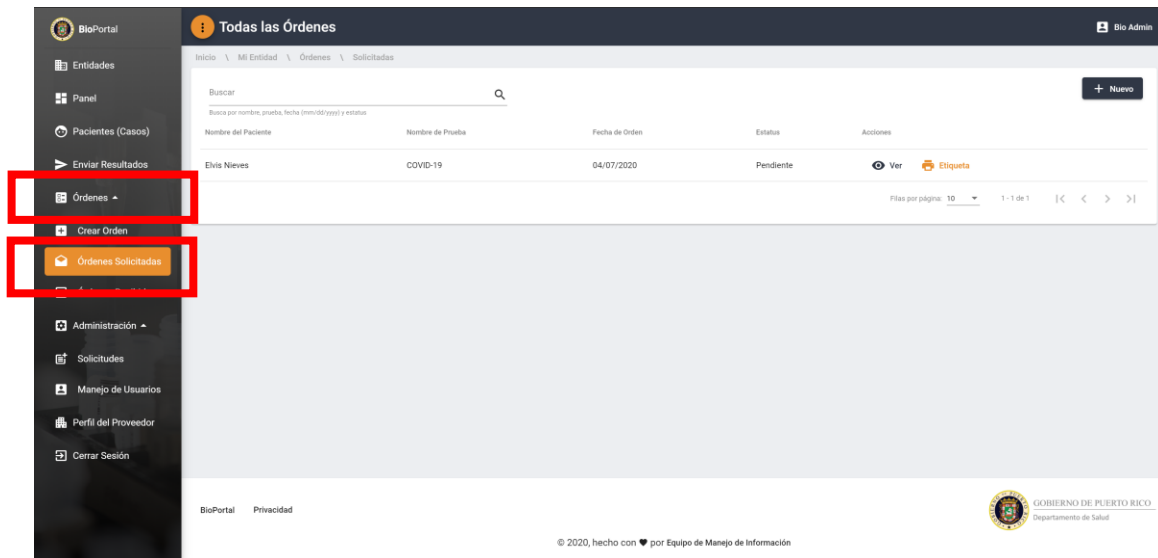 BioPortal
Todas las Órdenes
Bio Admin
Entidades
Panel
Pacientes (Casos)
Enviar Resultados
Órdenes
Crear Orden
Órdenes Solicitadas
Administración
Solicitudes
Manejo de Usuarios
Perfil del Proveedor
Cerrar Sesión
Inicio \ Mi Entidad \ Órdenes \ Solicitadas
Buscar
Busca por nombre, prueba, fecha (mm/dd/yyyy) y estatus
+ Nuevo
Nombre del Paciente Nombre de Prueba Fecha de Orden Estatus Acciones
Elvis Nieves COVID-19 04/07/2020 Pendiente Ver Etiqueta
Filas por página: 10 1-1 de 1
BioPortal Privacidad
GOBIERNO DE PUERTO RICO
Departamento de Salud
© 2020, hecho con ♥ por Equipo de Manejo de Información